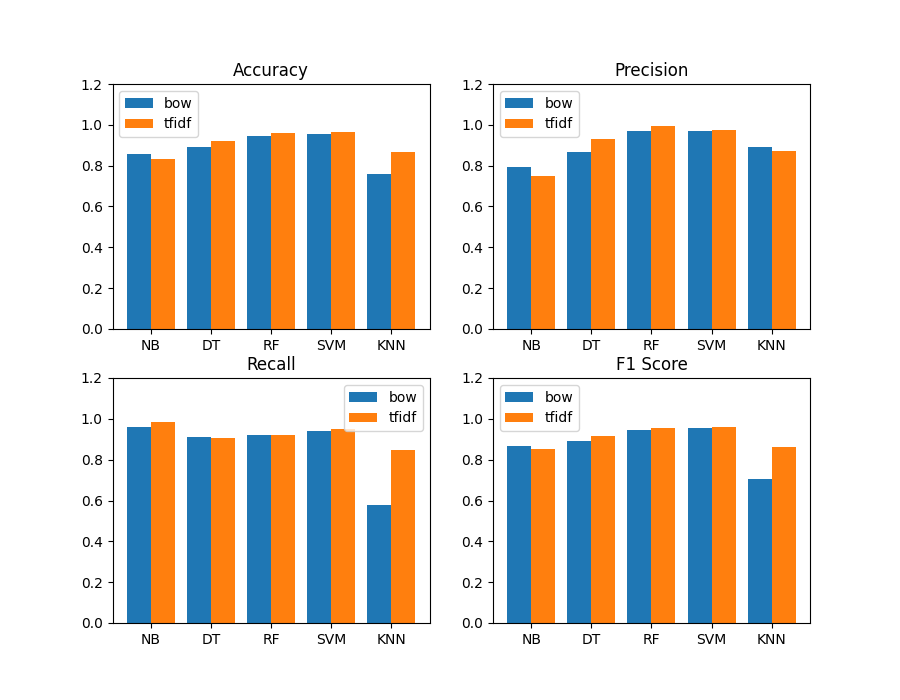 Accuracy
1.2
1.0
0.8
0.6
0.4
0.2
0.0
bow
tfidf
NB DT RF SVM KNN
Precision
1.2
1.0
0.8
0.6
0.4
0.2
0.0
bow
tfidf
NB DT RF SVM KNN
Recall
1.2
1.0
0.8
0.6
0.4
0.2
0.0
bow
tfidf
NB DT RF SVM KNN
F1 Score
1.2
1.0
0.8
0.6
0.4
0.2
0.0
bow
tfidf
NB DT RF SVM KNN